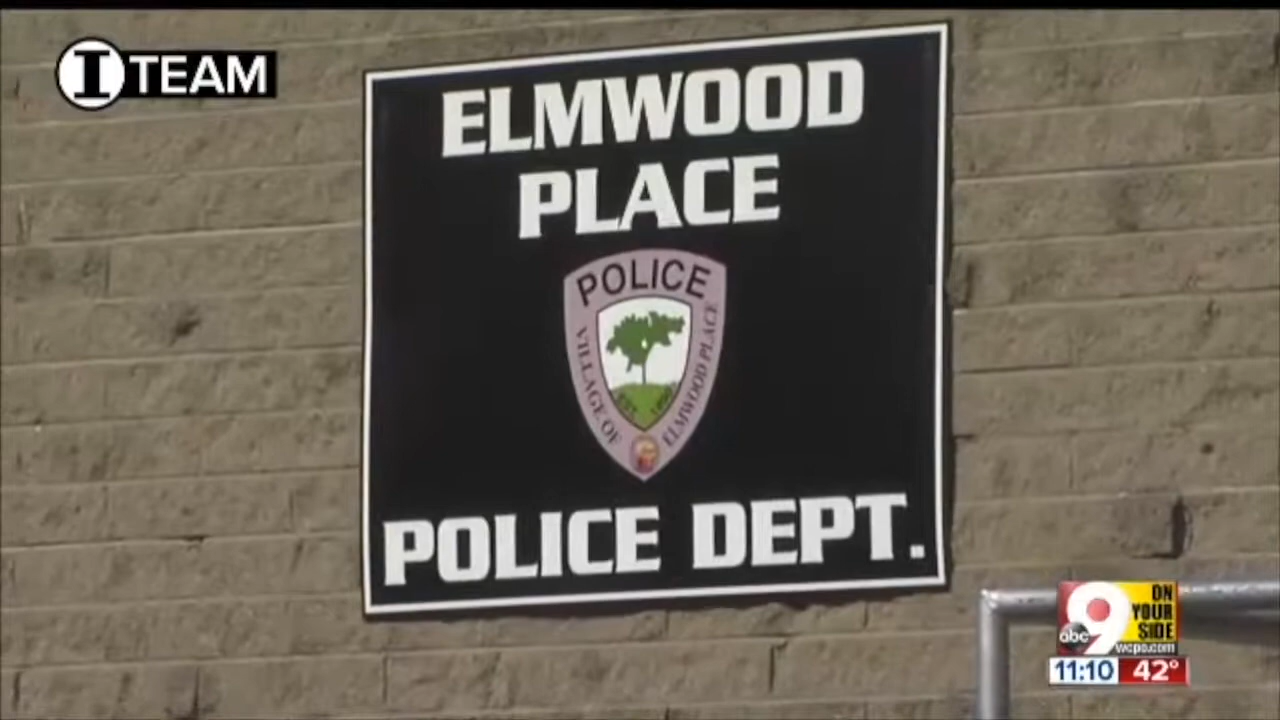 I TEAM
ELMWOOD
PLACE
POLICE
VILLAGE OF
ELMWOOD PLACE
EST
POLICE DEPT.
abc 9
ON
YOUR
SIDE
wcpo.com
11:10 42°